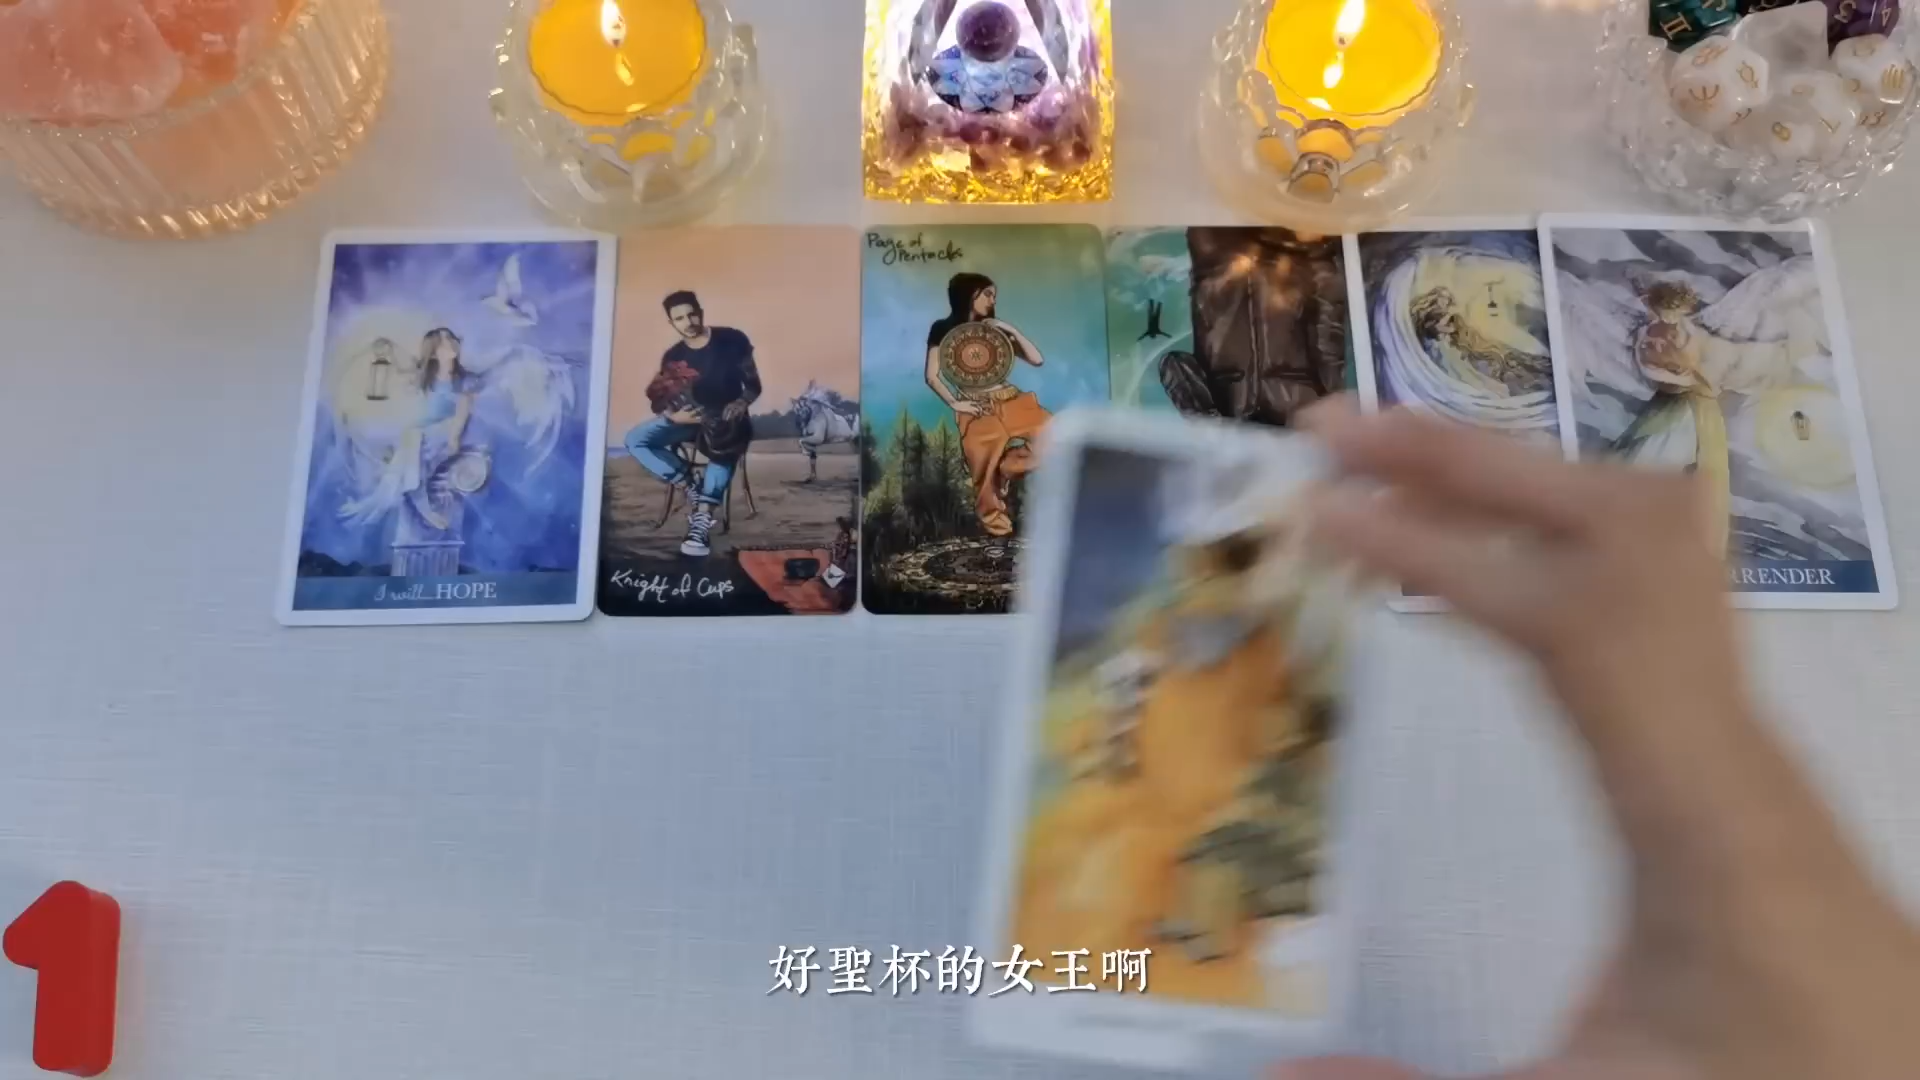 Page of
Pentacles
I will HOPE
Knight of Cups
RRENDER
好聖杯的女王啊
1